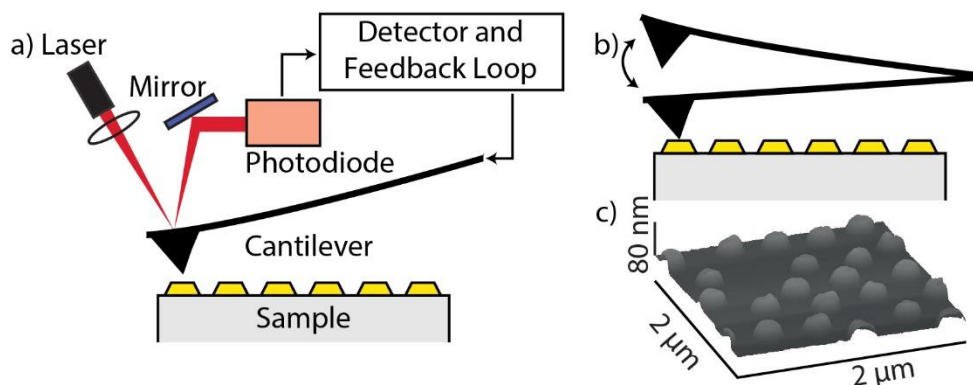 a) Laser
Mirror
Detector and
Feedback Loop
Photodiode
Cantilever
Sample
b)
c)
80 nm
2 µm
2 µm